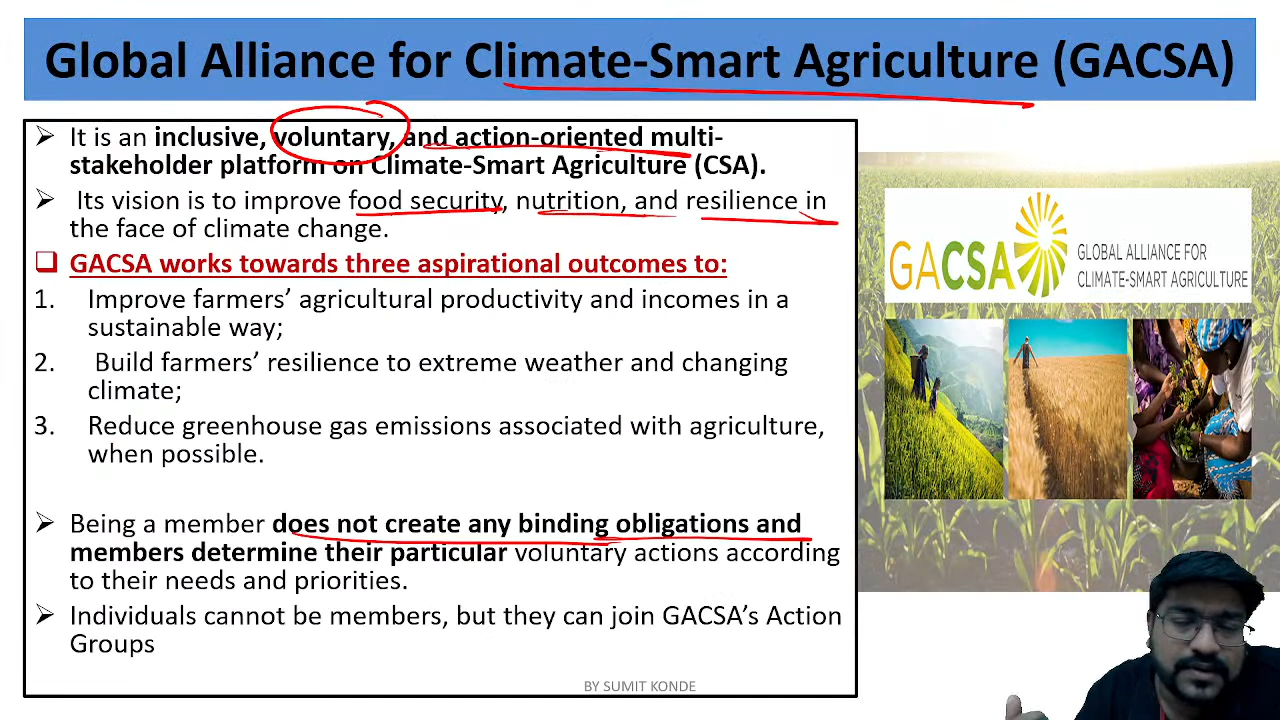 Global Alliance for Climate-Smart Agriculture (GACSA)
➢ It is an inclusive, voluntary, and action-oriented multi-
stakeholder platform on Climate-Smart Agriculture (CSA).
➢ Its vision is to improve food security, nutrition, and resilience in
the face of climate change.
❑ GACSA works towards three aspirational outcomes to:
1. Improve farmers’ agricultural productivity and incomes in a
sustainable way;
2. Build farmers’ resilience to extreme weather and changing
climate;
3. Reduce greenhouse gas emissions associated with agriculture,
when possible.
➢ Being a member does not create any binding obligations and
members determine their particular voluntary actions according
to their needs and priorities.
➢ Individuals cannot be members, but they can join GACSA’s Action
Groups
BY SUMIT KONDE
GACSA
GLOBAL ALLIANCE FOR
CLIMATE-SMART AGRICULTURE